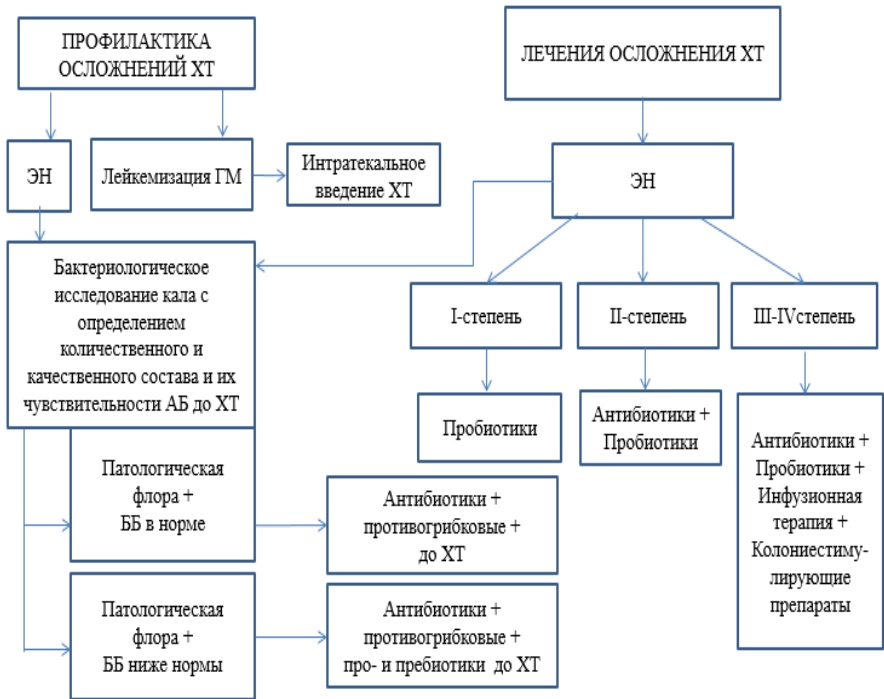 ПРОФИЛАКТИКА
ОСЛОЖНЕНИЙ ХТ
ЛЕЧЕНИЯ ОСЛОЖНЕНИЯ ХТ
ЭН
Лейкемизация ГМ
Интратекальное
введение ХТ
ЭН
Бактериологическое
исследование кала с
определением
количественного и
качественного состава и их
чувствительности АБ до ХТ
I-степень
II-степень
III-IVстепень
Пробиотики
Антибиотики +
Пробиотики
Антибиотики +
Пробиотики +
Инфузионная
терапия +
Колониестиму-
лирующие
препараты
Патологическая
флора +
ББ в норме
Антибиотики +
противогрибковые +
до ХТ
Патологическая
флора +
ББ ниже нормы
Антибиотики +
противогрибковые +
про- и пребиотики до ХТ